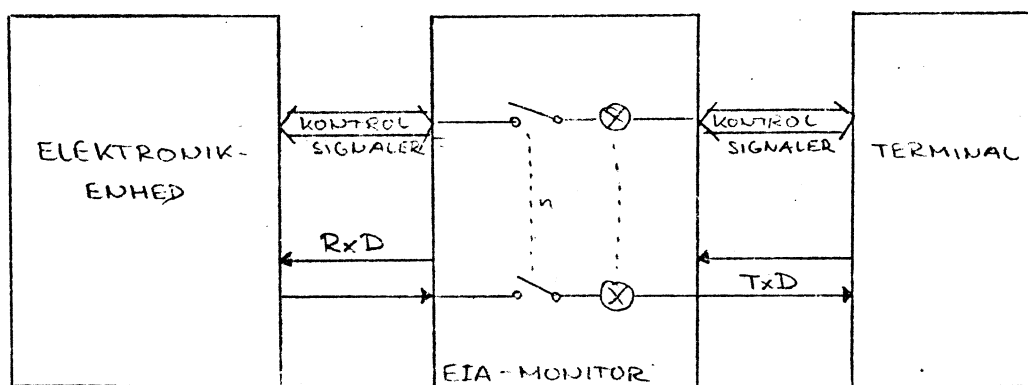 ELEKTRONIK-
ENHED
KONTROL
SIGNALER
n
RxD
EIA-MONITOR
KONTROL
SIGNALER
TxD
TERMINAL